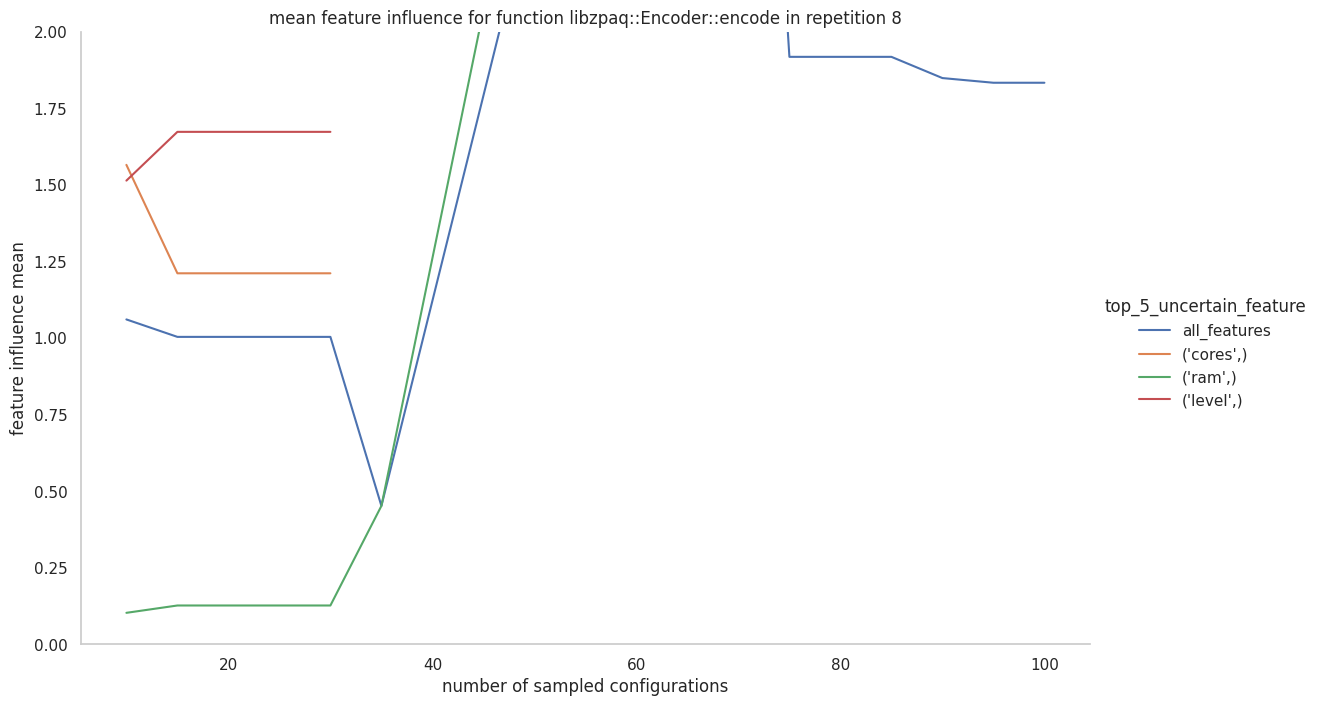 mean feature influence for function libzpaq::Encoder::encode in repetition 8
2.00
1.75
1.50
1.25
1.00
0.75
0.50
0.25
0.00
feature influence mean
20
40
60
80
100
number of sampled configurations
top_5_uncertain_feature
all_features
('cores',)
('ram',)
('level',)